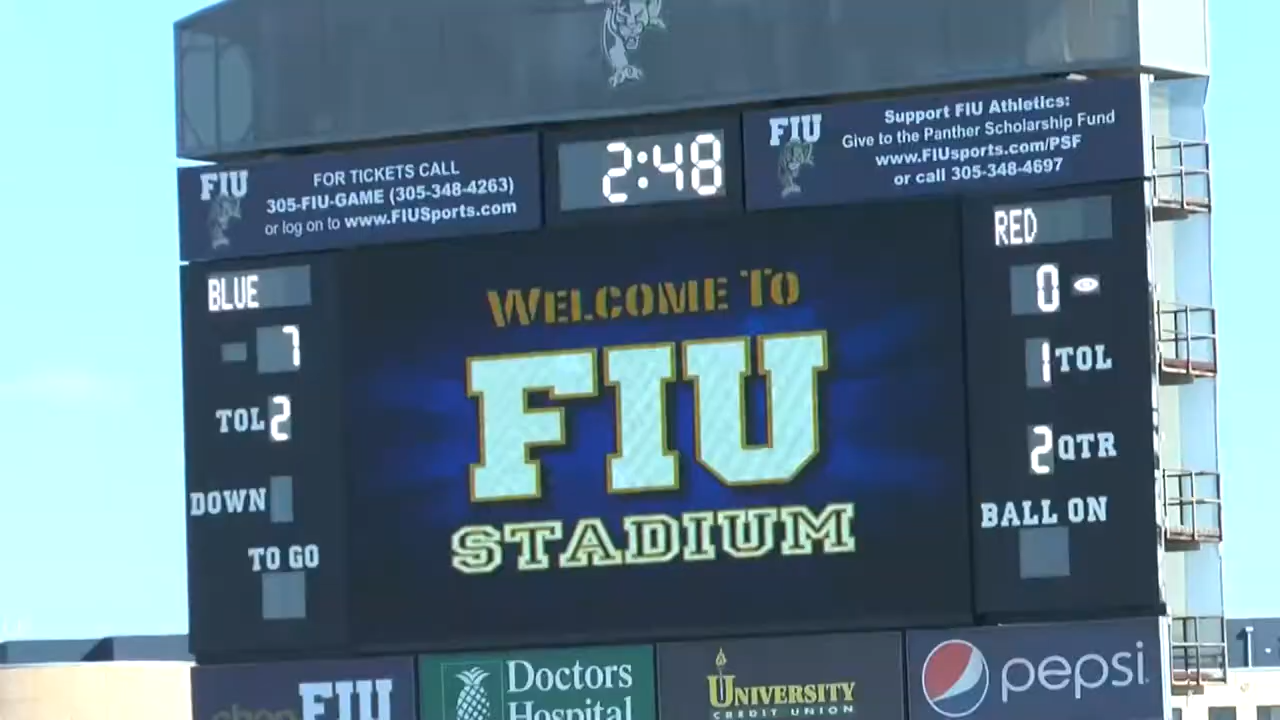 FIU
FOR TICKETS CALL
305-FIU-GAME (305-348-4263)
or log on to www.FIUSports.com
2:48
FIU
Support FIU Athletics:
Give to the Panther Scholarship Fund
www.FIUsports.com/PSF
or call 305-348-4697
BLUE
7
TOL 2
DOWN
TO GO
WELCOME TO
FIU
STADIUM
RED
0
1 TOL
2 QTR
BALL ON
shop FIU
Doctors
Hospital
UNIVERSITY
CREDIT UNION
pepsi